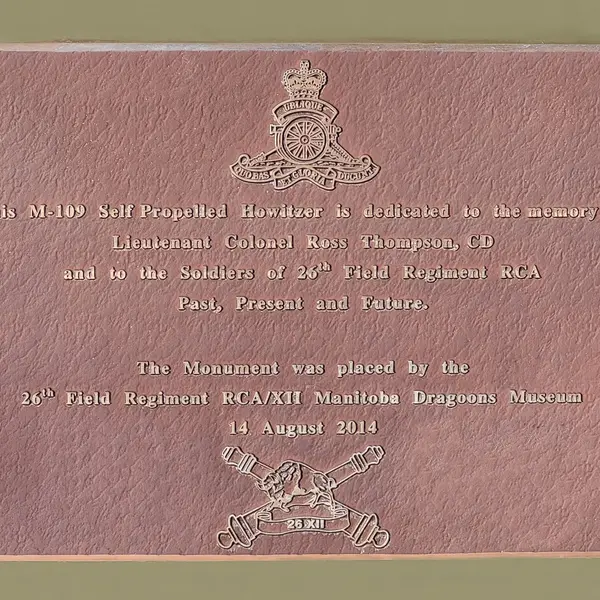 UBIQUE
QUO FAS ET GLORIA DUCUNT
is M-109 Self Propelled Howitzer is dedicated to the memory
Lieutenant Colonel Ross Thompson, CD
and to the Soldiers of 26th Field Regiment RCA
Past, Present and Future.
The Monument was placed by the
26th Field Regiment RCA/XII Manitoba Dragoons Museum
14 August 2014
26 XII